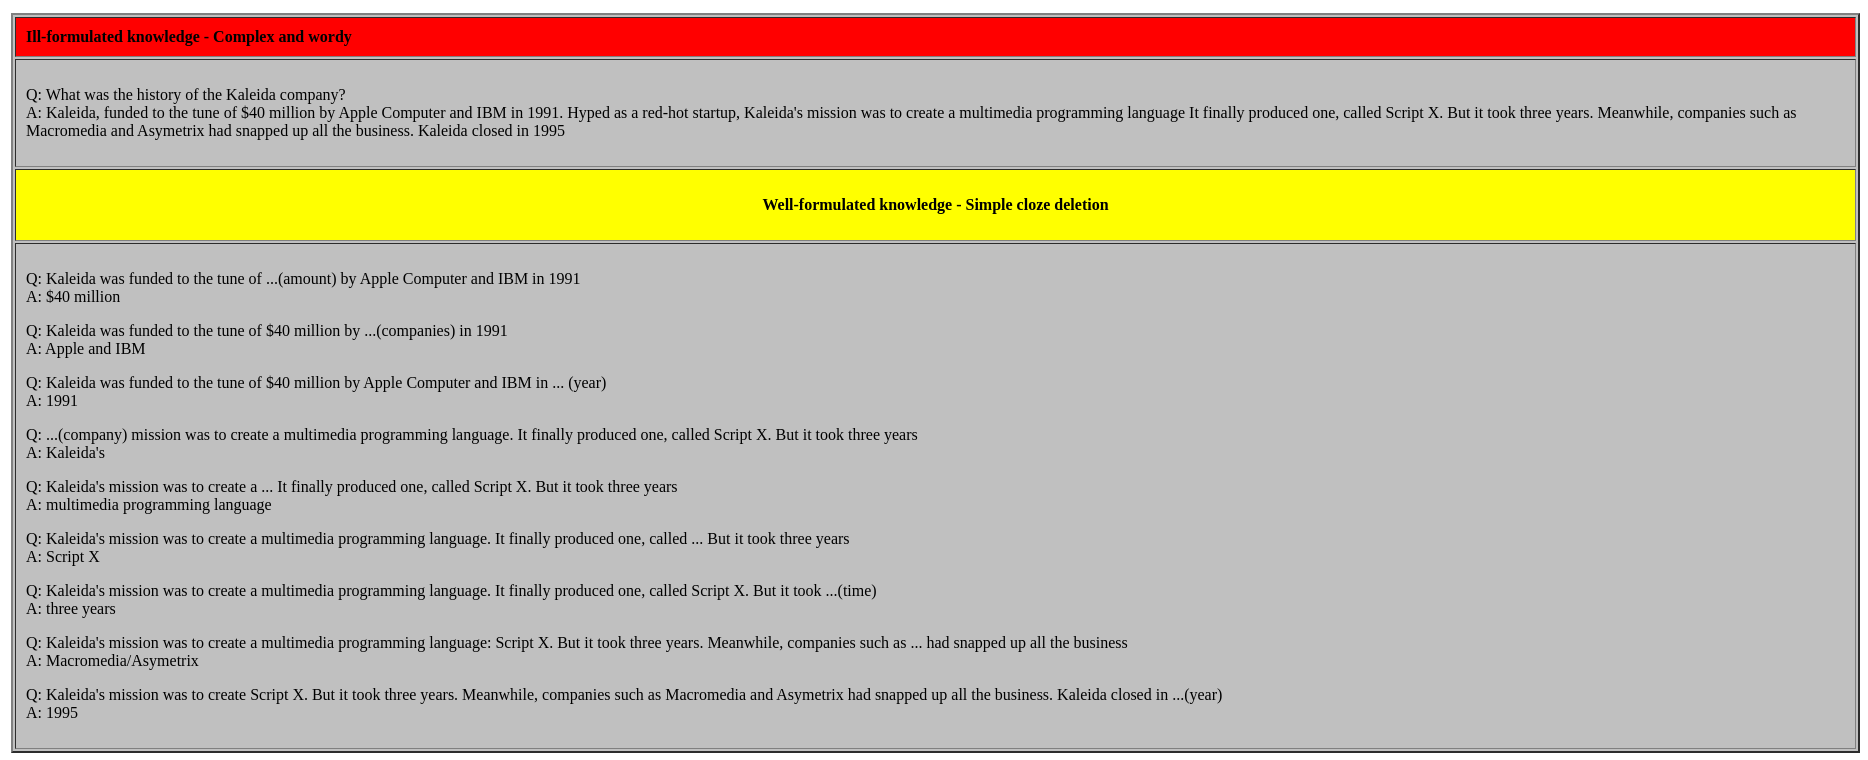 Ill-formulated knowledge - Complex and wordy
Q: What was the history of the Kaleida company?
A: Kaleida, funded to the tune of $40 million by Apple Computer and IBM in 1991. Hyped as a red-hot startup, Kaleida's mission was to create a multimedia programming language It finally produced one, called Script X. But it took three years. Meanwhile, companies such as
Macromedia and Asymetrix had snapped up all the business. Kaleida closed in 1995
Well-formulated knowledge - Simple cloze deletion
Q: Kaleida was funded to the tune of ...(amount) by Apple Computer and IBM in 1991
A: $40 million
Q: Kaleida was funded to the tune of $40 million by ...(companies) in 1991
A: Apple and IBM
Q: Kaleida was funded to the tune of $40 million by Apple Computer and IBM in ... (year)
A: 1991
Q: ...(company) mission was to create a multimedia programming language. It finally produced one, called Script X. But it took three years
A: Kaleida's
Q: Kaleida's mission was to create a ... It finally produced one, called Script X. But it took three years
A: multimedia programming language
Q: Kaleida's mission was to create a multimedia programming language. It finally produced one, called ... But it took three years
A: Script X
Q: Kaleida's mission was to create a multimedia programming language. It finally produced one, called Script X. But it took ...(time)
A: three years
Q: Kaleida's mission was to create a multimedia programming language: Script X. But it took three years. Meanwhile, companies such as ... had snapped up all the business
A: Macromedia/Asymetrix
Q: Kaleida's mission was to create Script X. But it took three years. Meanwhile, companies such as Macromedia and Asymetrix had snapped up all the business. Kaleida closed in ...(year)
A: 1995